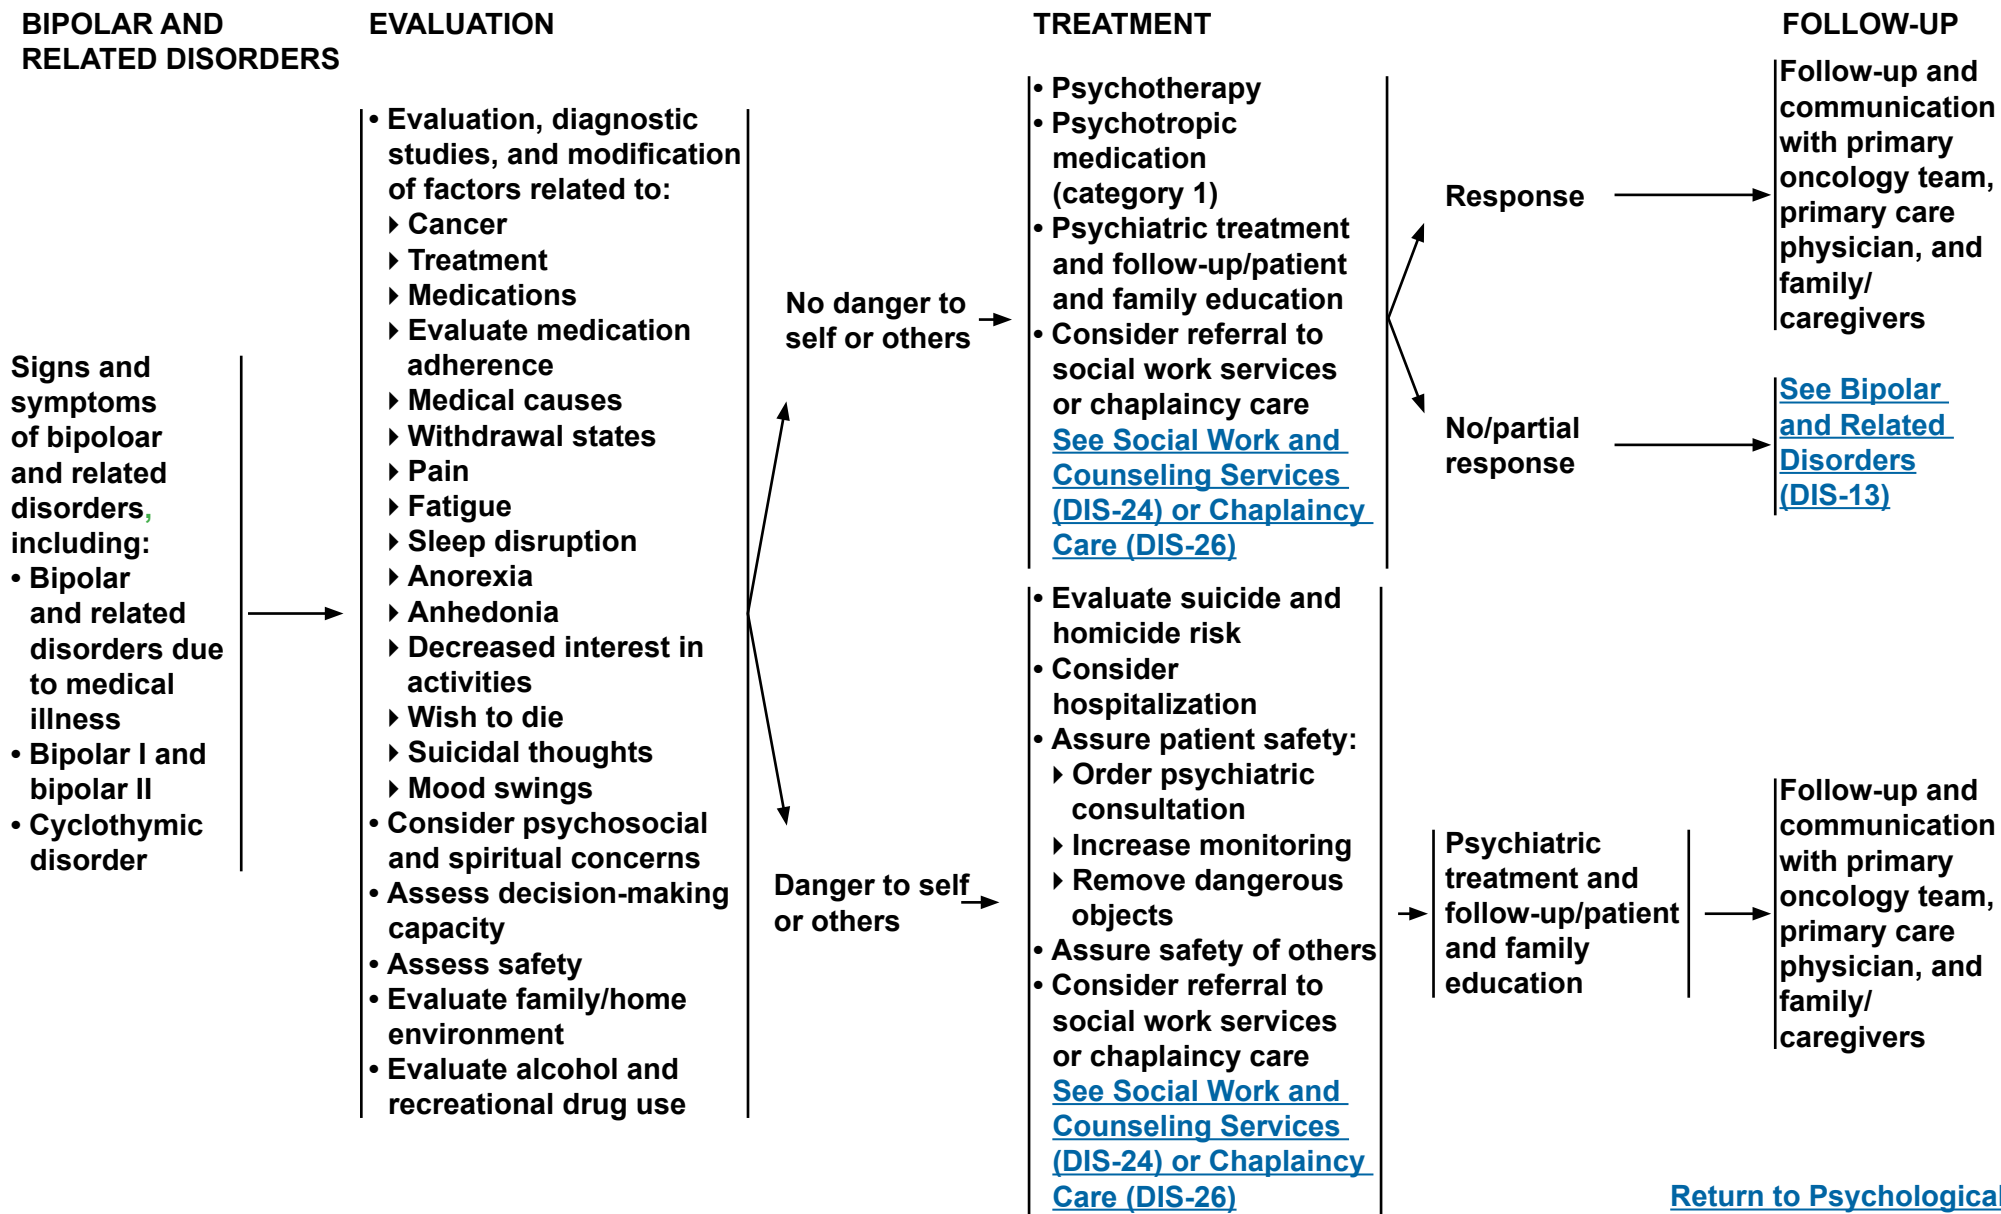 BIPOLAR AND
RELATED DISORDERS
EVALUATION
TREATMENT
FOLLOW-UP
Signs and
symptoms
of bipoloar
and related
disorders,
including:
• Bipolar
and related
disorders due
to medical
illness
• Bipolar I and
bipolar II
• Cyclothymic
disorder
• Evaluation, diagnostic
studies, and modification
of factors related to:
▸ Cancer
▸ Treatment
▸ Medications
▸ Evaluate medication
adherence
▸ Medical causes
▸ Withdrawal states
▸ Pain
▸ Fatigue
▸ Sleep disruption
▸ Anorexia
▸ Anhedonia
▸ Decreased interest in
activities
▸ Wish to die
▸ Suicidal thoughts
▸ Mood swings
• Consider psychosocial
and spiritual concerns
• Assess decision-making
capacity
• Assess safety
• Evaluate family/home
environment
• Evaluate alcohol and
recreational drug use
No danger to
self or others
• Psychotherapy
• Psychotropic
medication
(category 1)
• Psychiatric treatment
and follow-up/patient
and family education
• Consider referral to
social work services
or chaplaincy care
See Social Work and
Counseling Services
(DIS-24) or Chaplaincy
Care (DIS-26)
Response
Follow-up and
communication
with primary
oncology team,
primary care
physician, and
family/
caregivers
No/partial
response
See Bipolar
and Related
Disorders
(DIS-13)
Danger to self
or others
• Evaluate suicide and
homicide risk
• Consider
hospitalization
• Assure patient safety:
▸ Order psychiatric
consultation
▸ Increase monitoring
▸ Remove dangerous
objects
• Assure safety of others
• Consider referral to
social work services
or chaplaincy care
See Social Work and
Counseling Services
(DIS-24) or Chaplaincy
Care (DIS-26)
Psychiatric
treatment and
follow-up/patient
and family
education
Follow-up and
communication
with primary
oncology team,
primary care
physician, and
family/
caregivers
Return to Psychological